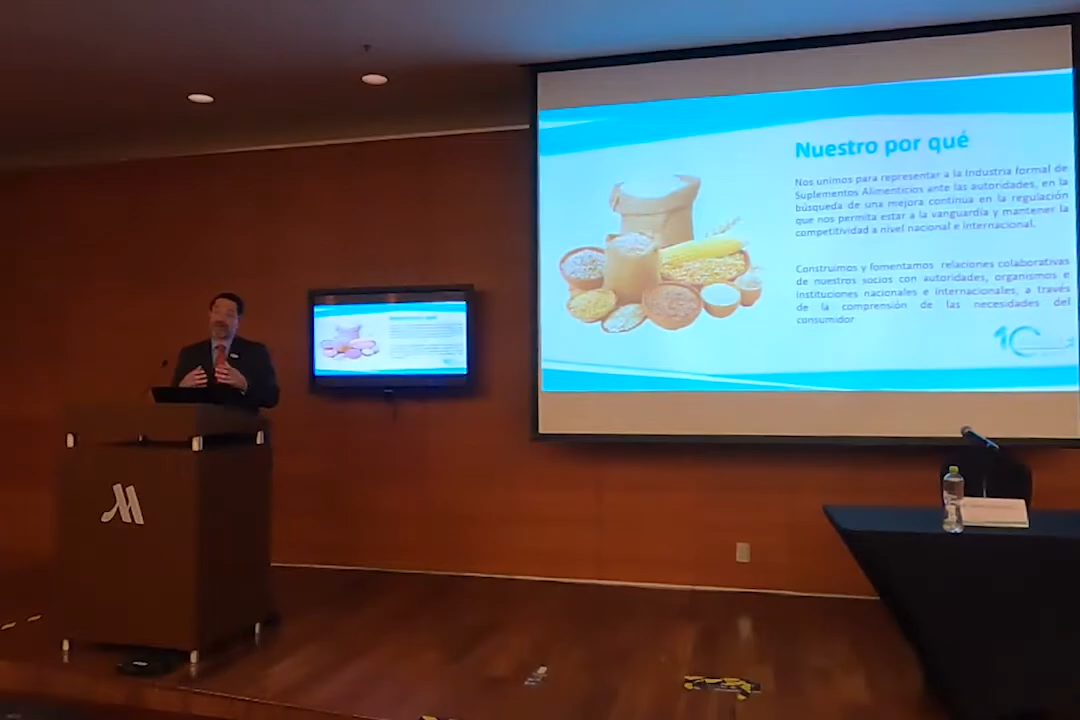 Nuestro por qué
Nos unimos para representar a la Industria formal de
Suplementos Alimenticios ante las autoridades, en la
búsqueda de una mejora continua en la regulación
que nos permita estar a la vanguardia y mantener la
competitividad a nivel nacional e internacional.
Construimos y fomentamos relaciones colaborativas
de nuestros socios con autoridades, organismos e
instituciones nacionales e internacionales, a través
de la comprensión de las necesidades del
consumidor
10